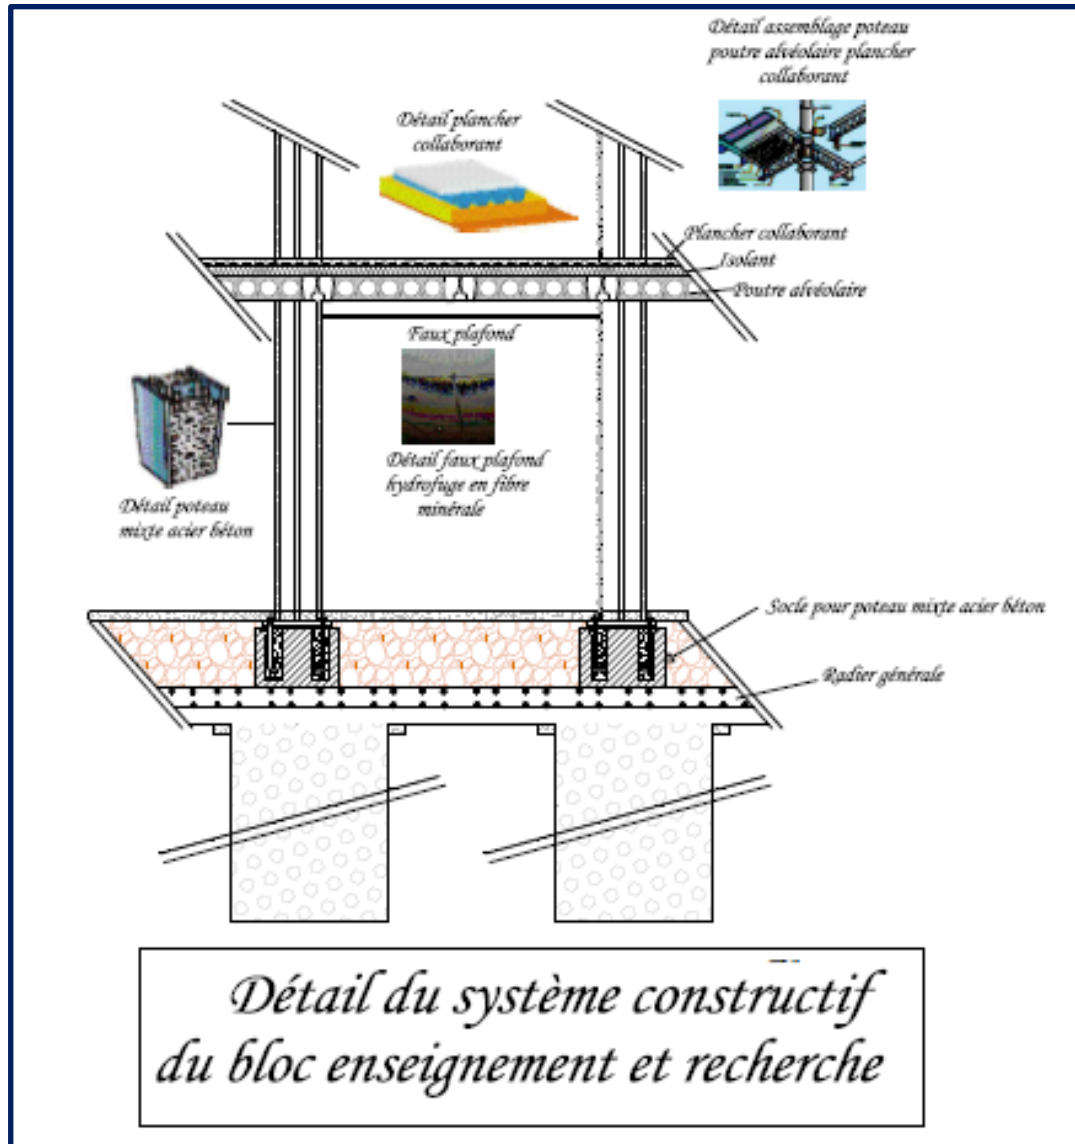 Détail assemblage poteau
poutre alvéolaire plancher
collaborant
Détail plancher
collaborant
Plancher collaborant
Isolant
Poutre alvéolaire
Faux plafond
Détail faux plafond
hydrofuge en fibre
minérale
Détail poteau
mixte acier béton
Socle pour poteau mixte acier béton
Radier générale
Détail du système constructif
du bloc enseignement et recherche